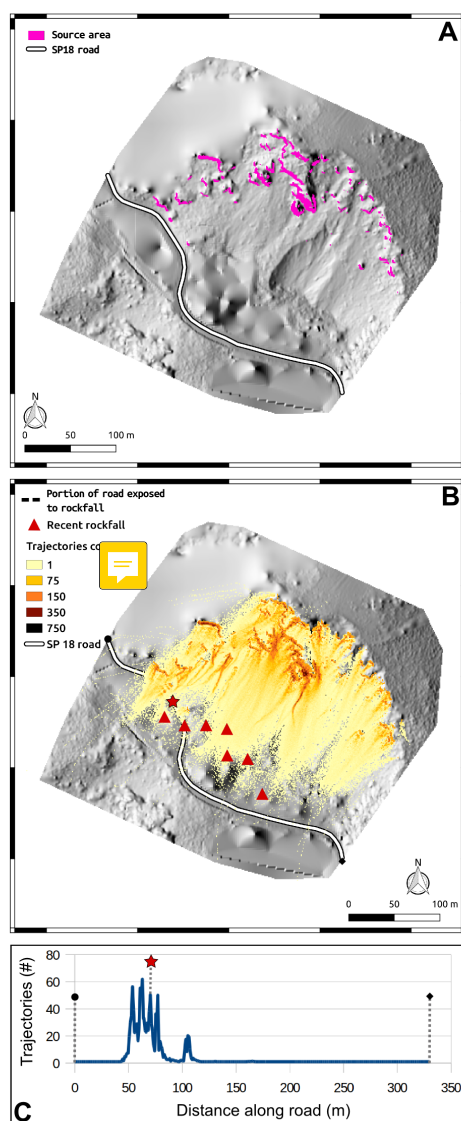 A
Source area
SP18 road
N
0 50 100 m
B
Portion of road exposed
to rockfall
Recent rockfall
Trajectories co
1
75
150
350
750
SP 18 road
N
0 50 100 m
80
60
40
20
0
Trajectories (#)
0 50 100 150 200 250 300 350
Distance along road (m)
C